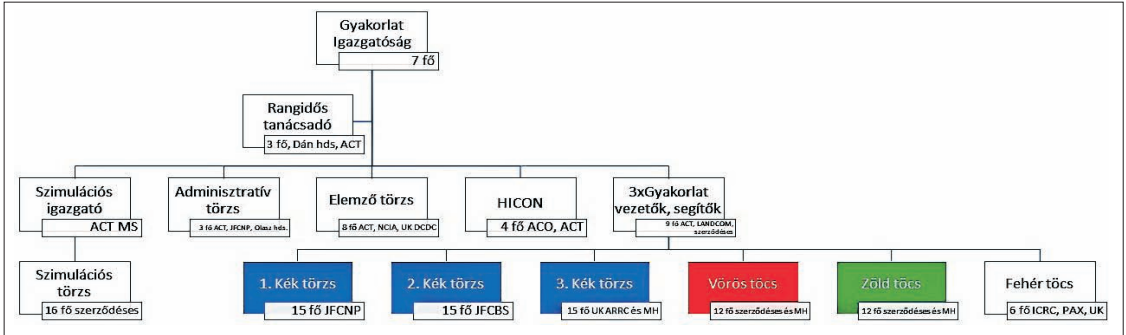 Gyakorlat
Igazgatóság
7 fő
Rangidős
tanácsadó
3 fő, Dán hds, ACT
Szimulációs
igazgató
ACT MS
Adminisztratív
törzs
3 fő ACT, JFCNP, Olasz hds.
Elemző törzs
8 fő ACT, NCIA, UK DCDC
HICON
4 fő ACO, ACT
3xGyakorlat
vezetők, segítők
9 fő ACT, LANDCOM,
szerződéses
Szimulációs
törzs
16 fő szerződéses
1. Kék törzs
15 fő JFCNP
2. Kék törzs
15 fő JFCBS
3. Kék törzs
15 fő UK ARRC és MH
Vörös töcs
12 fő szerződéses és MH
Zöld töcs
12 fő szerződéses és MH
Fehér töcs
6 fő ICRC, PAX, UK